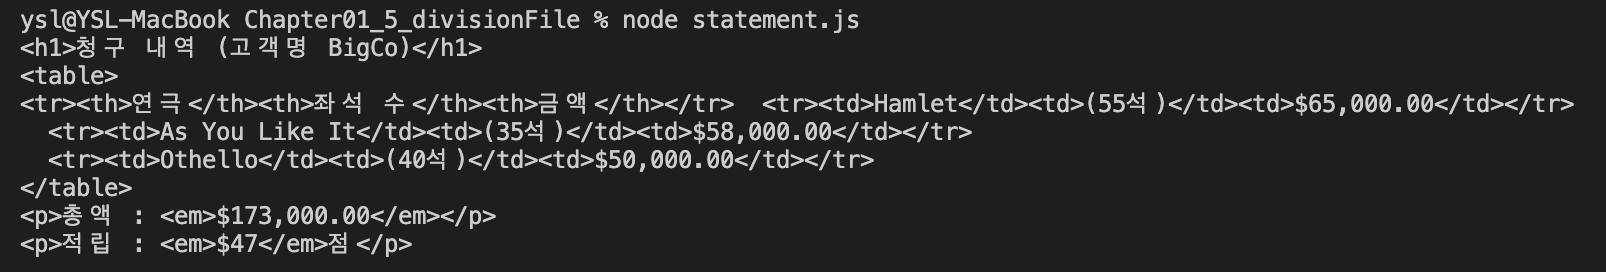 ysl@YSL-MacBook Chapter01_5_divisionFile % node statement.js
<h1>청구 내역 (고객명 BigCo)</h1>
<table>
<tr><th>연극</th><th>좌석 수</th><th>금액</th></tr>  <tr><td>Hamlet</td><td>(55석)</td><td>$65,000.00</td></tr>
  <tr><td>As You Like It</td><td>(35석)</td><td>$58,000.00</td></tr>
  <tr><td>Othello</td><td>(40석)</td><td>$50,000.00</td></tr>
</table>
<p>총액 : <em>$173,000.00</em></p>
<p>적립 : <em>$47</em>점</p>